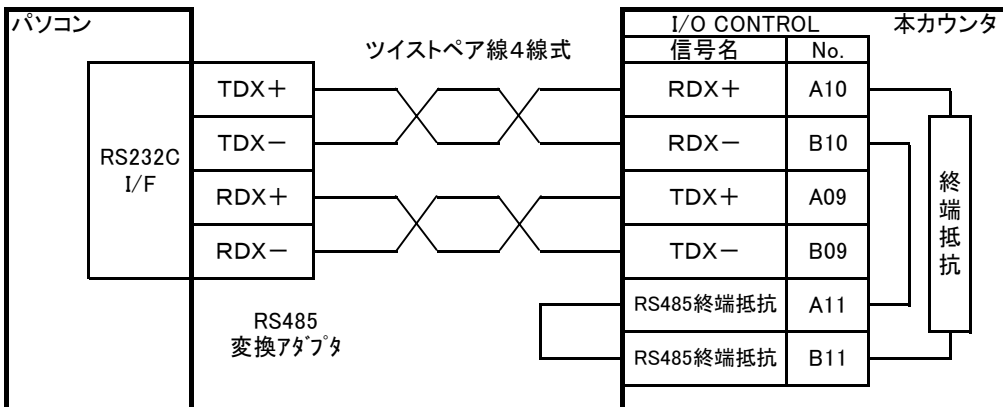 パソコン
I/O CONTROL
本カウンタ
ツイストペア線4線式
信号名
No.
TDX+
RDX+
A10
TDX−
RDX−
B10
RS232C
I/F
RDX+
TDX+
A09
RDX−
TDX−
B09
終端抵抗
RS485終端抵抗
A11
RS485
変換アダプタ
RS485終端抵抗
B11